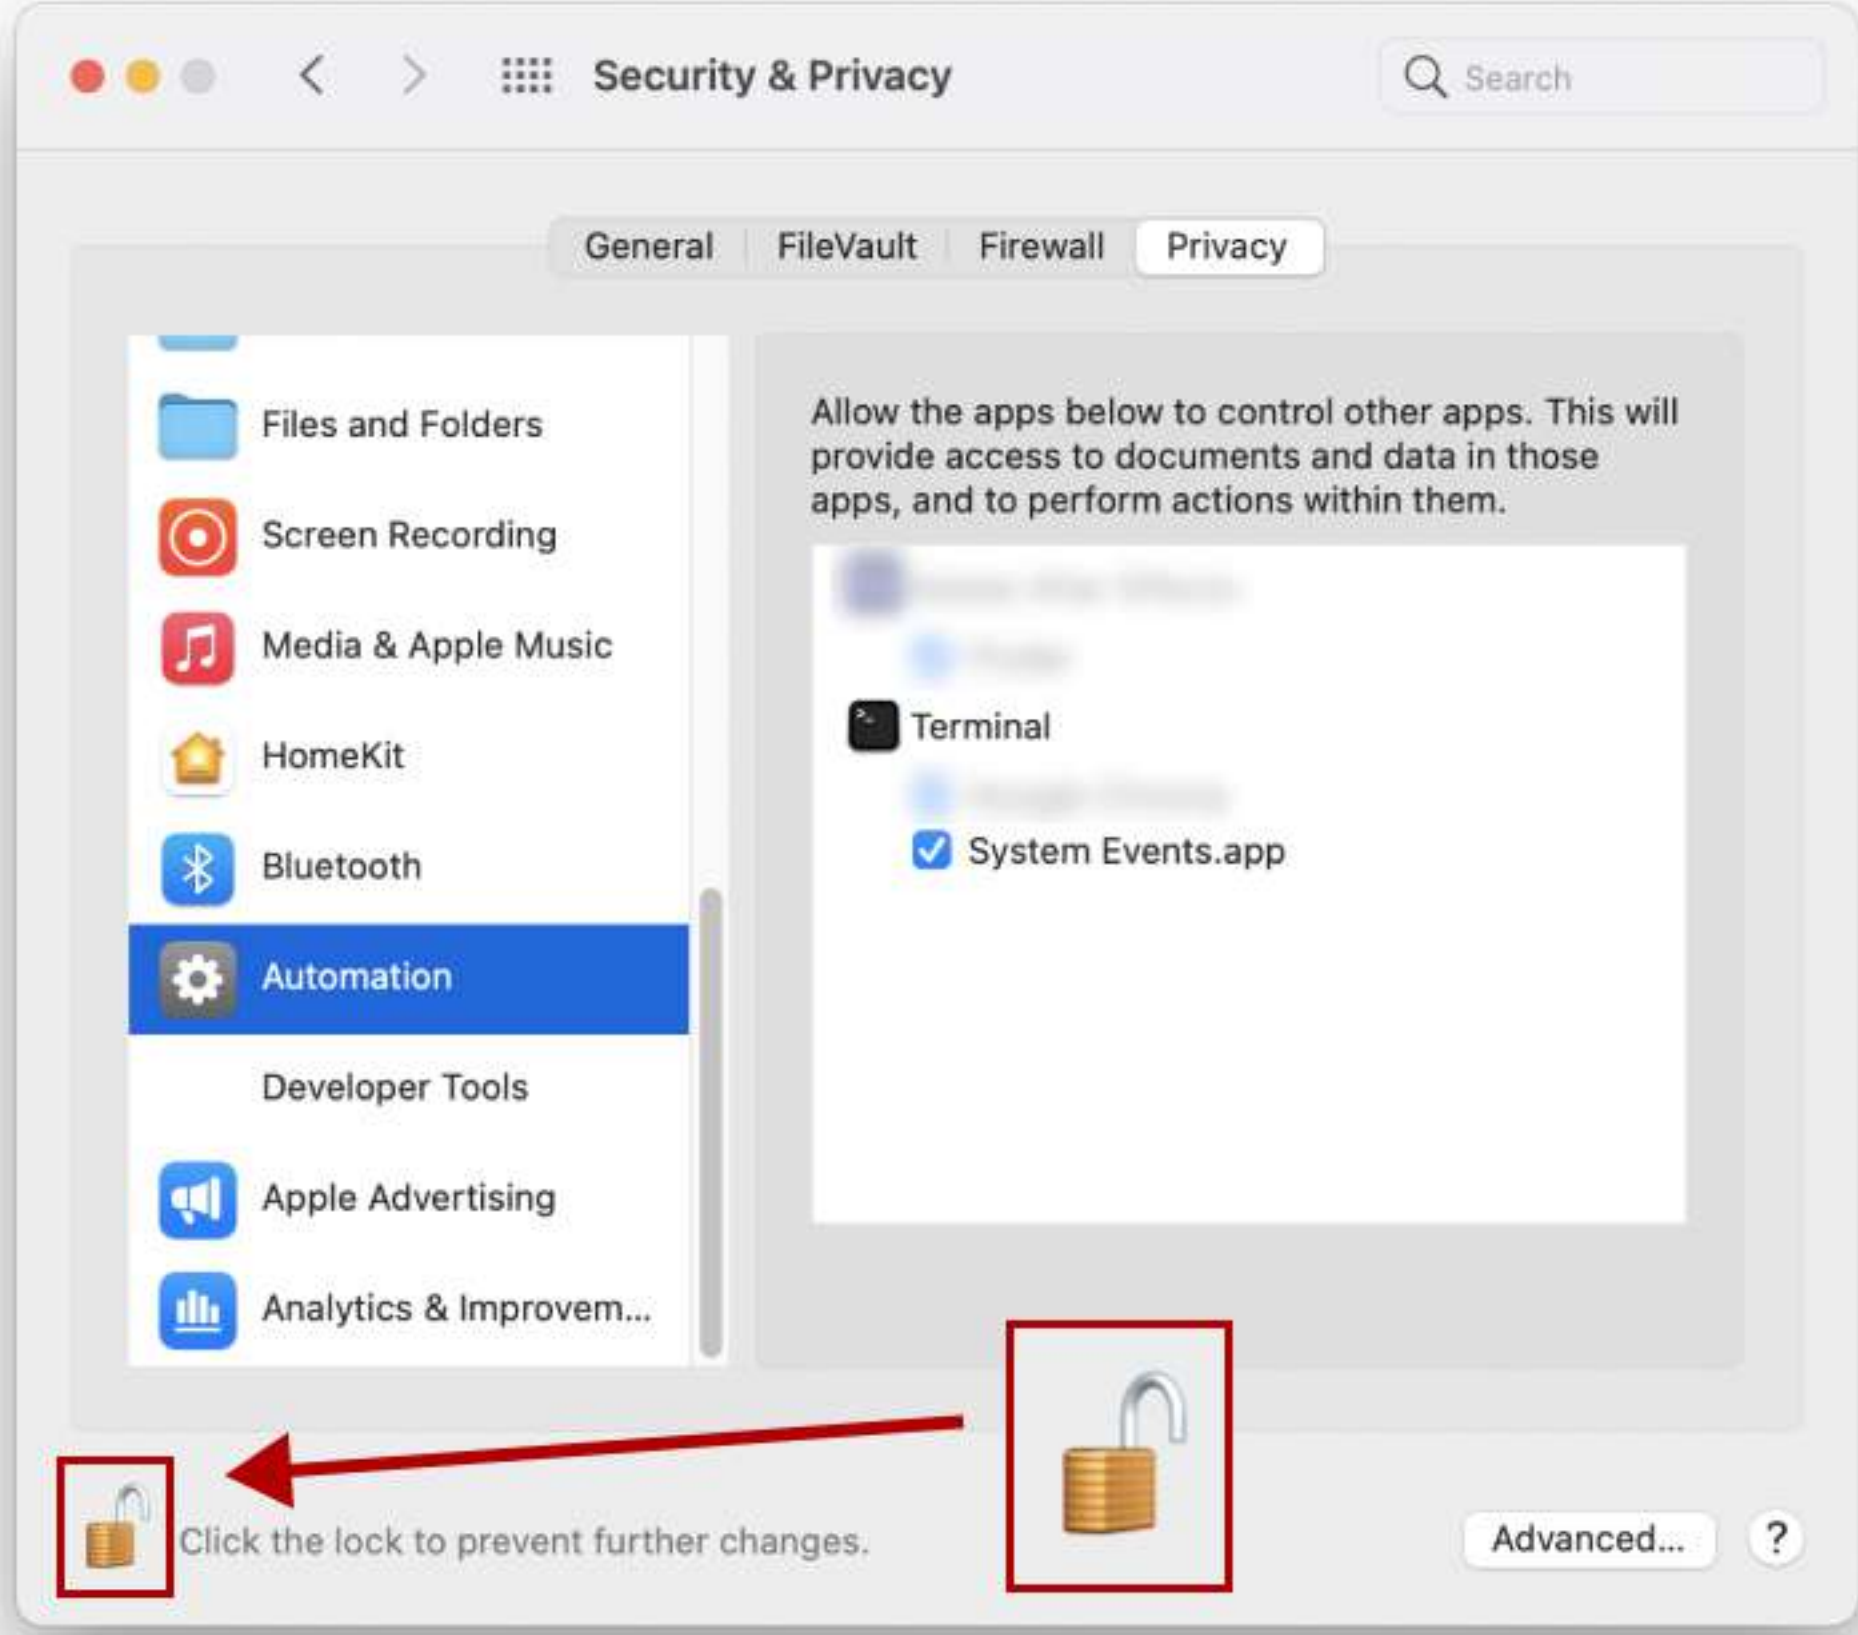 Security & Privacy
Search
General
FileVault
Firewall
Privacy
Files and Folders
Screen Recording
Media & Apple Music
HomeKit
Bluetooth
Automation
Developer Tools
Apple Advertising
Analytics & Improvem...
Allow the apps below to control other apps. This will
provide access to documents and data in those
apps, and to perform actions within them.
Terminal
System Events.app
Click the lock to prevent further changes.
Advanced...
?